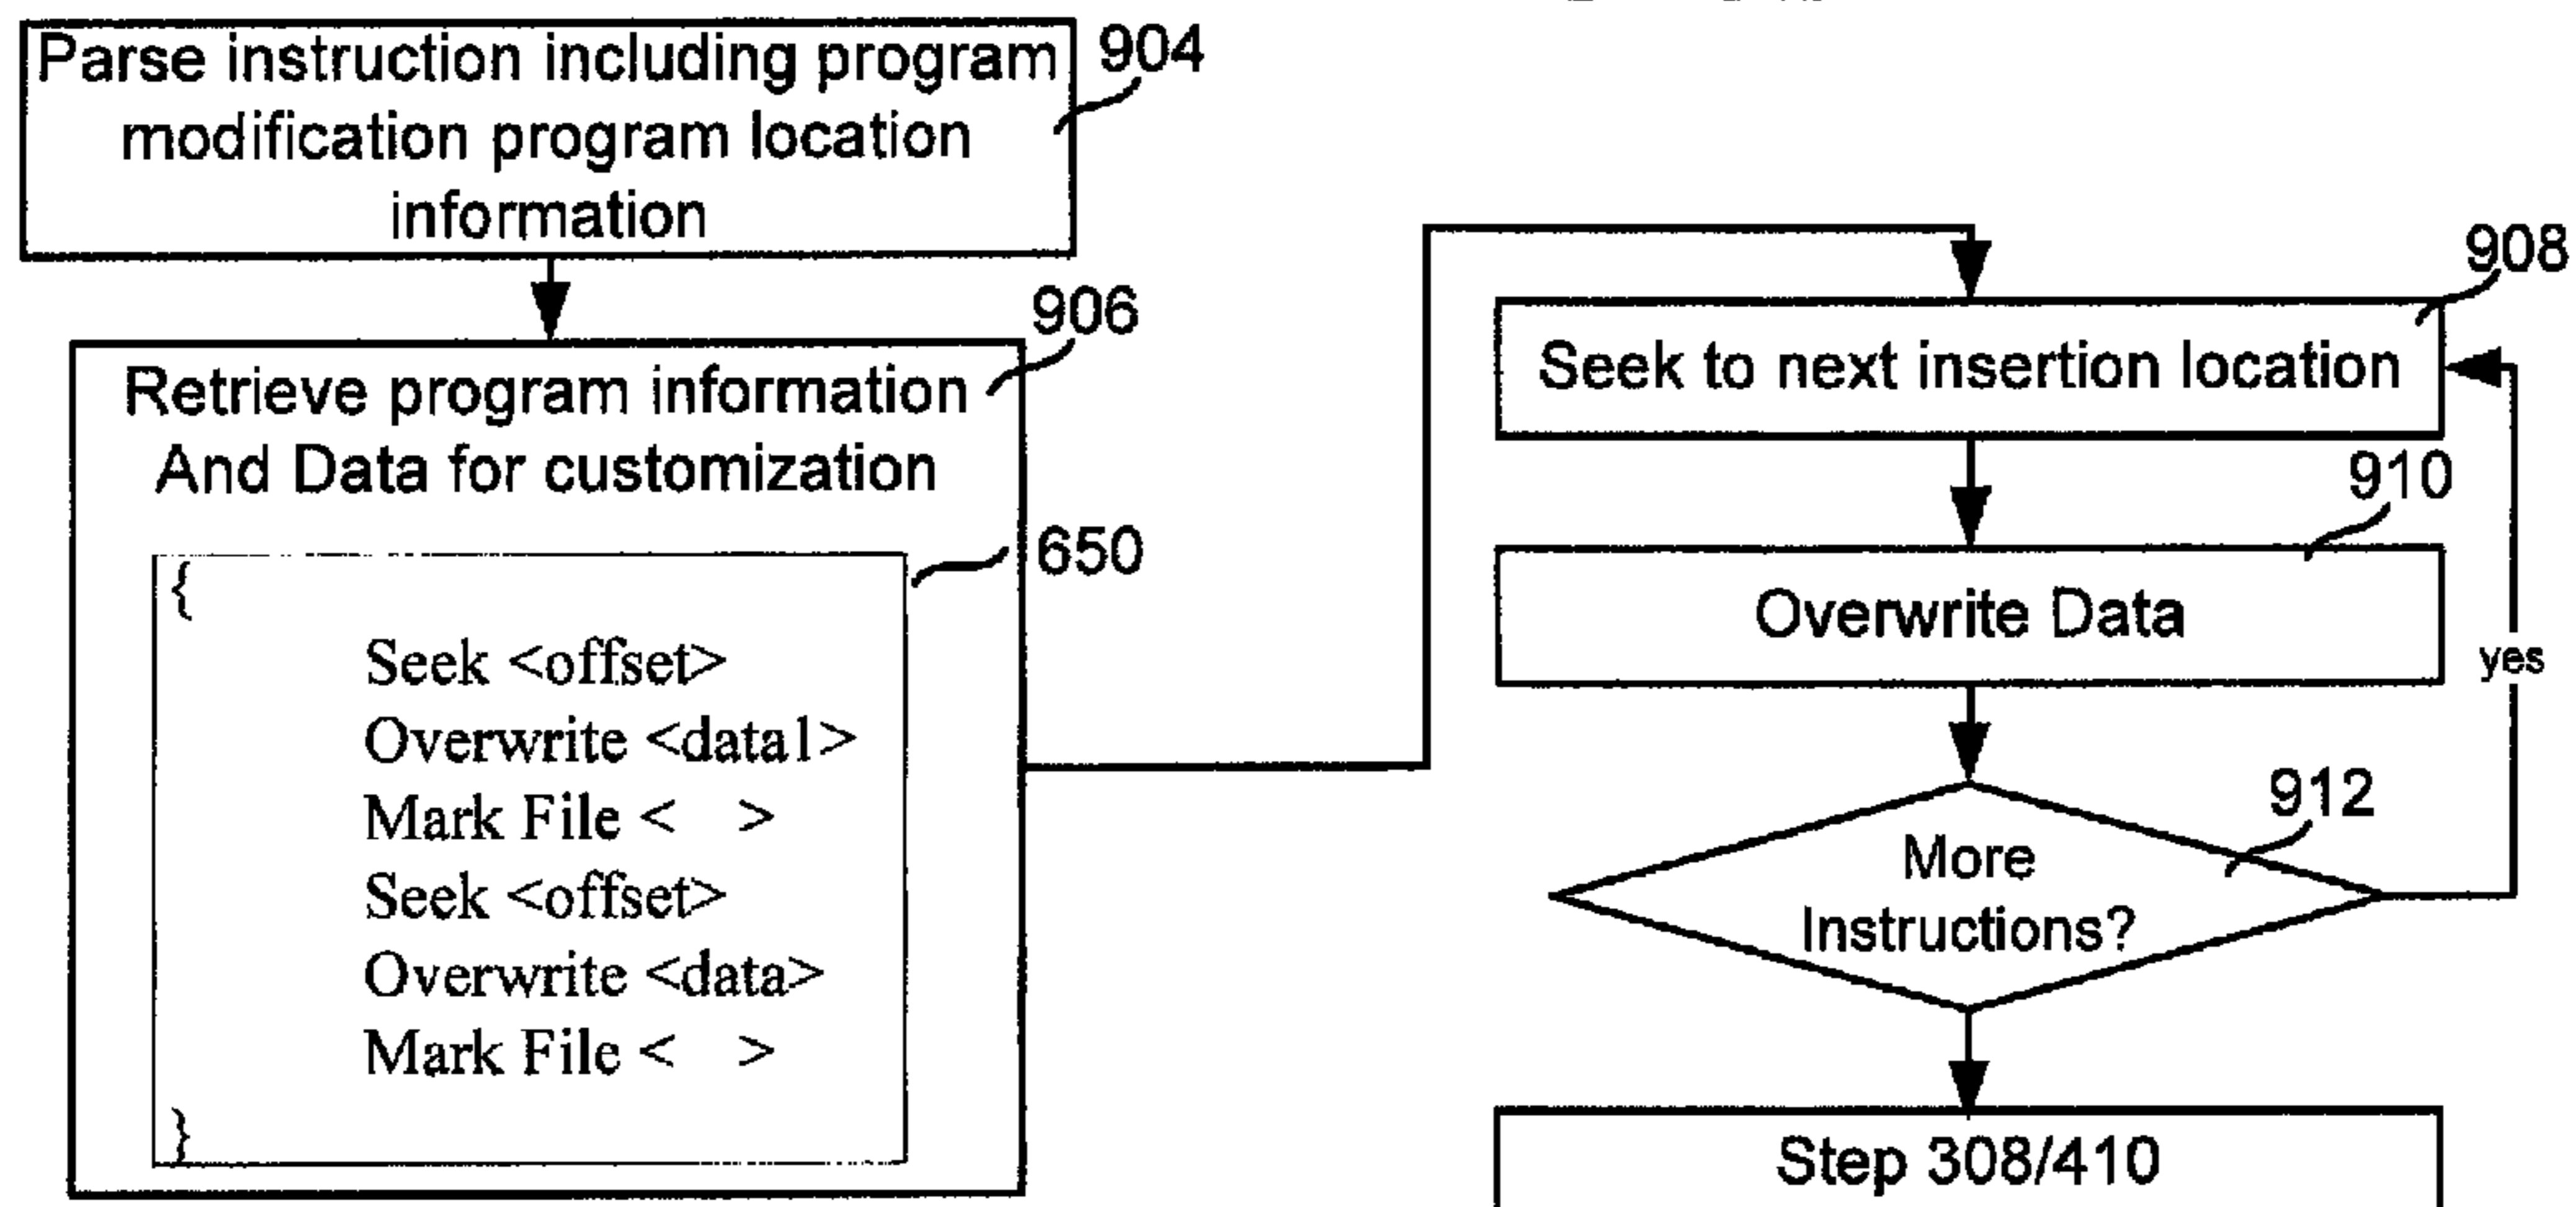 Parse instruction including program
modification program location
information
904
906
Retrieve program information
And Data for customization
650
{
Seek <offset>
Overwrite <data1>
Mark File <   >
Seek <offset>
Overwrite <data>
Mark File <   >
}
908
Seek to next insertion location
910
Overwrite Data
yes
912
More
Instructions?
Step 308/410